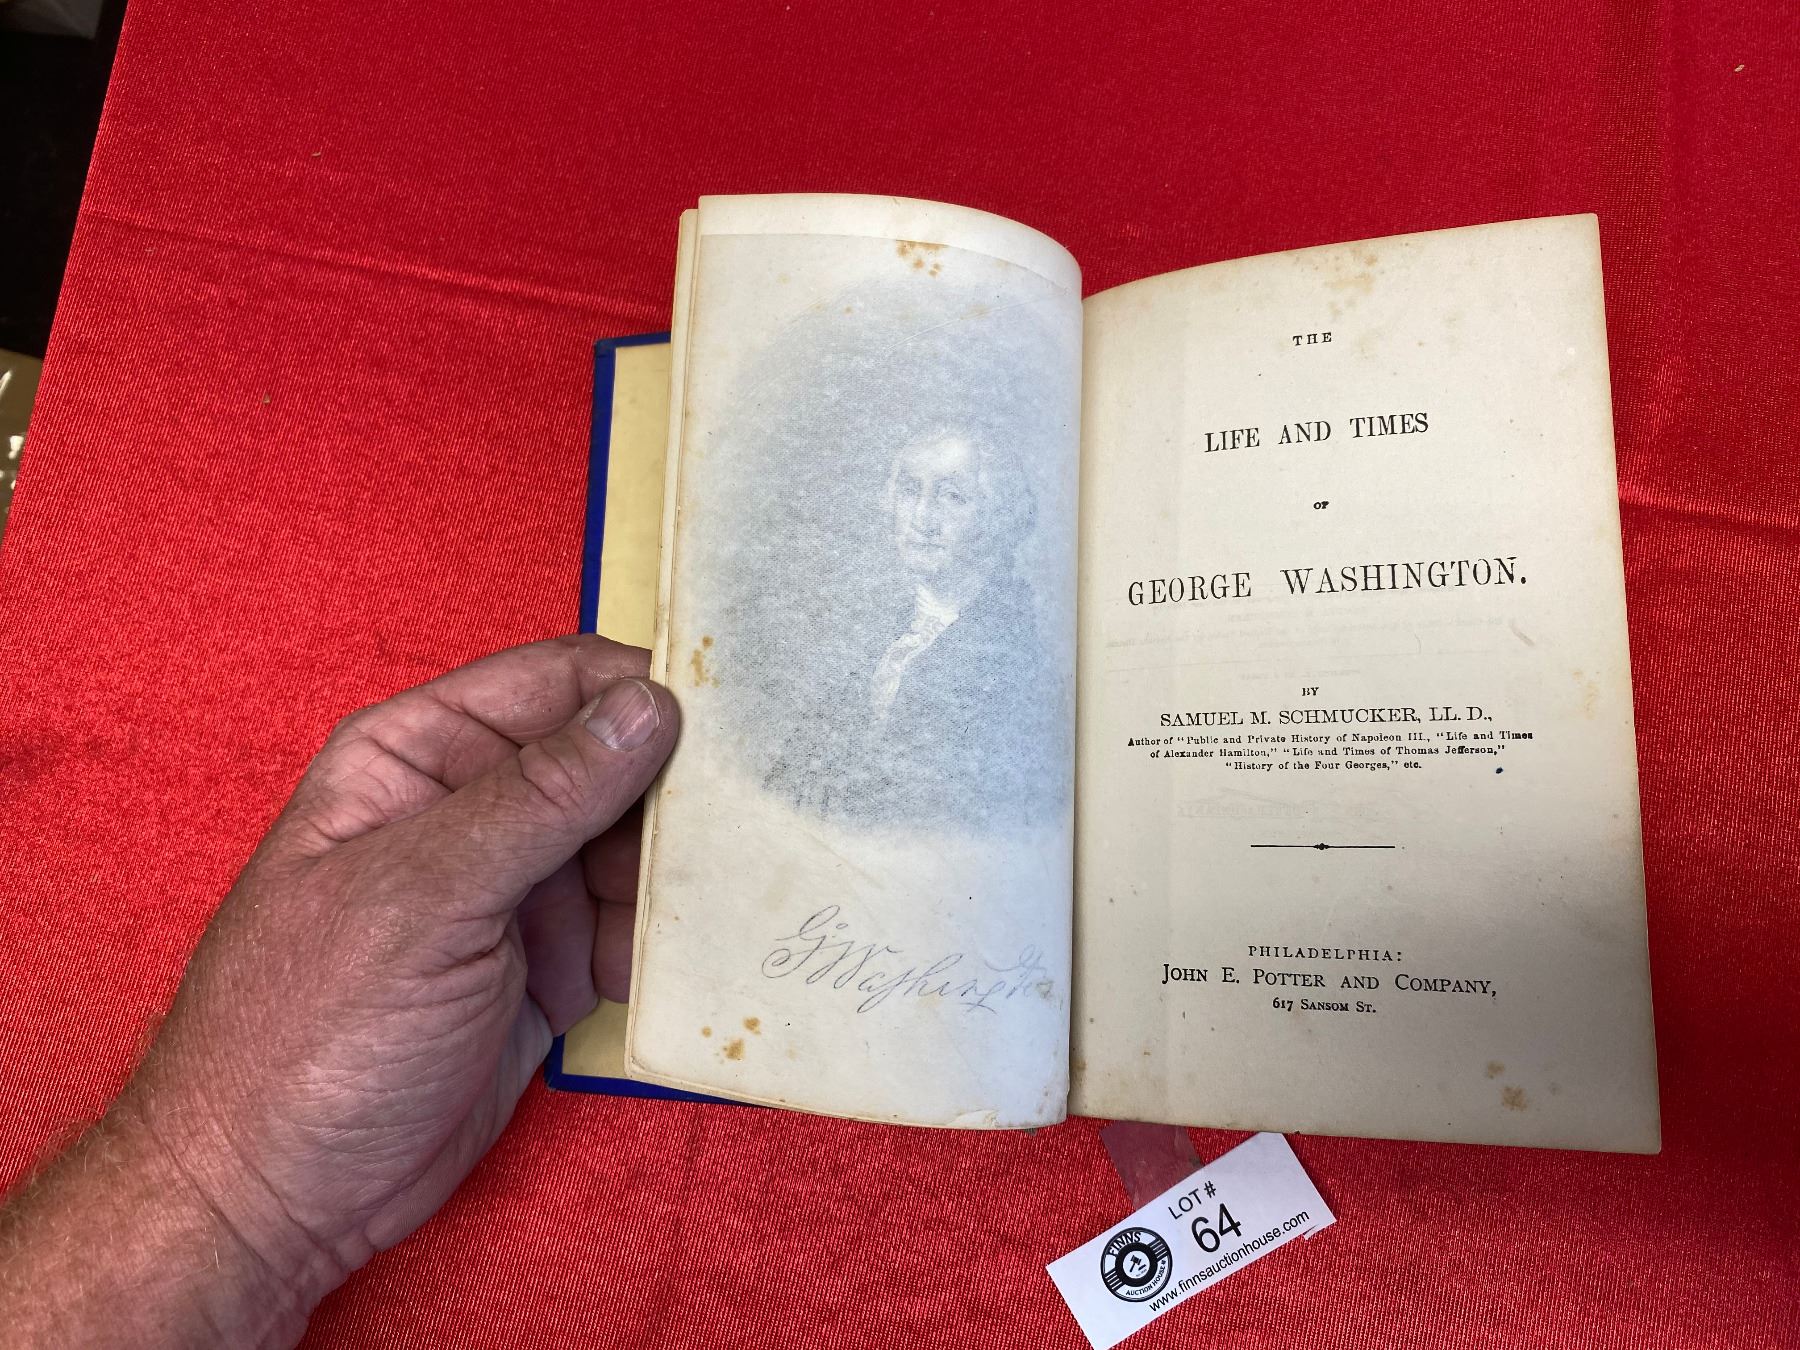 G:Washington
THE
LIFE AND TIMES
OF
GEORGE WASHINGTON.
BY
SAMUEL M. SCHMUCKER, LL. D.,
Author of "Public and Private History of Napoleon III., "Life and Times
of Alexander Hamilton," "Life and Times of Thomas Jefferson,"
"History of the Four Georges," etc.
PHILADELPHIA:
JOHN E. POTTER AND COMPANY,
617 SANSOM ST.
LOT #
64
www.finnsauctionhouse.com
FINNS
AUCTION HOUSE